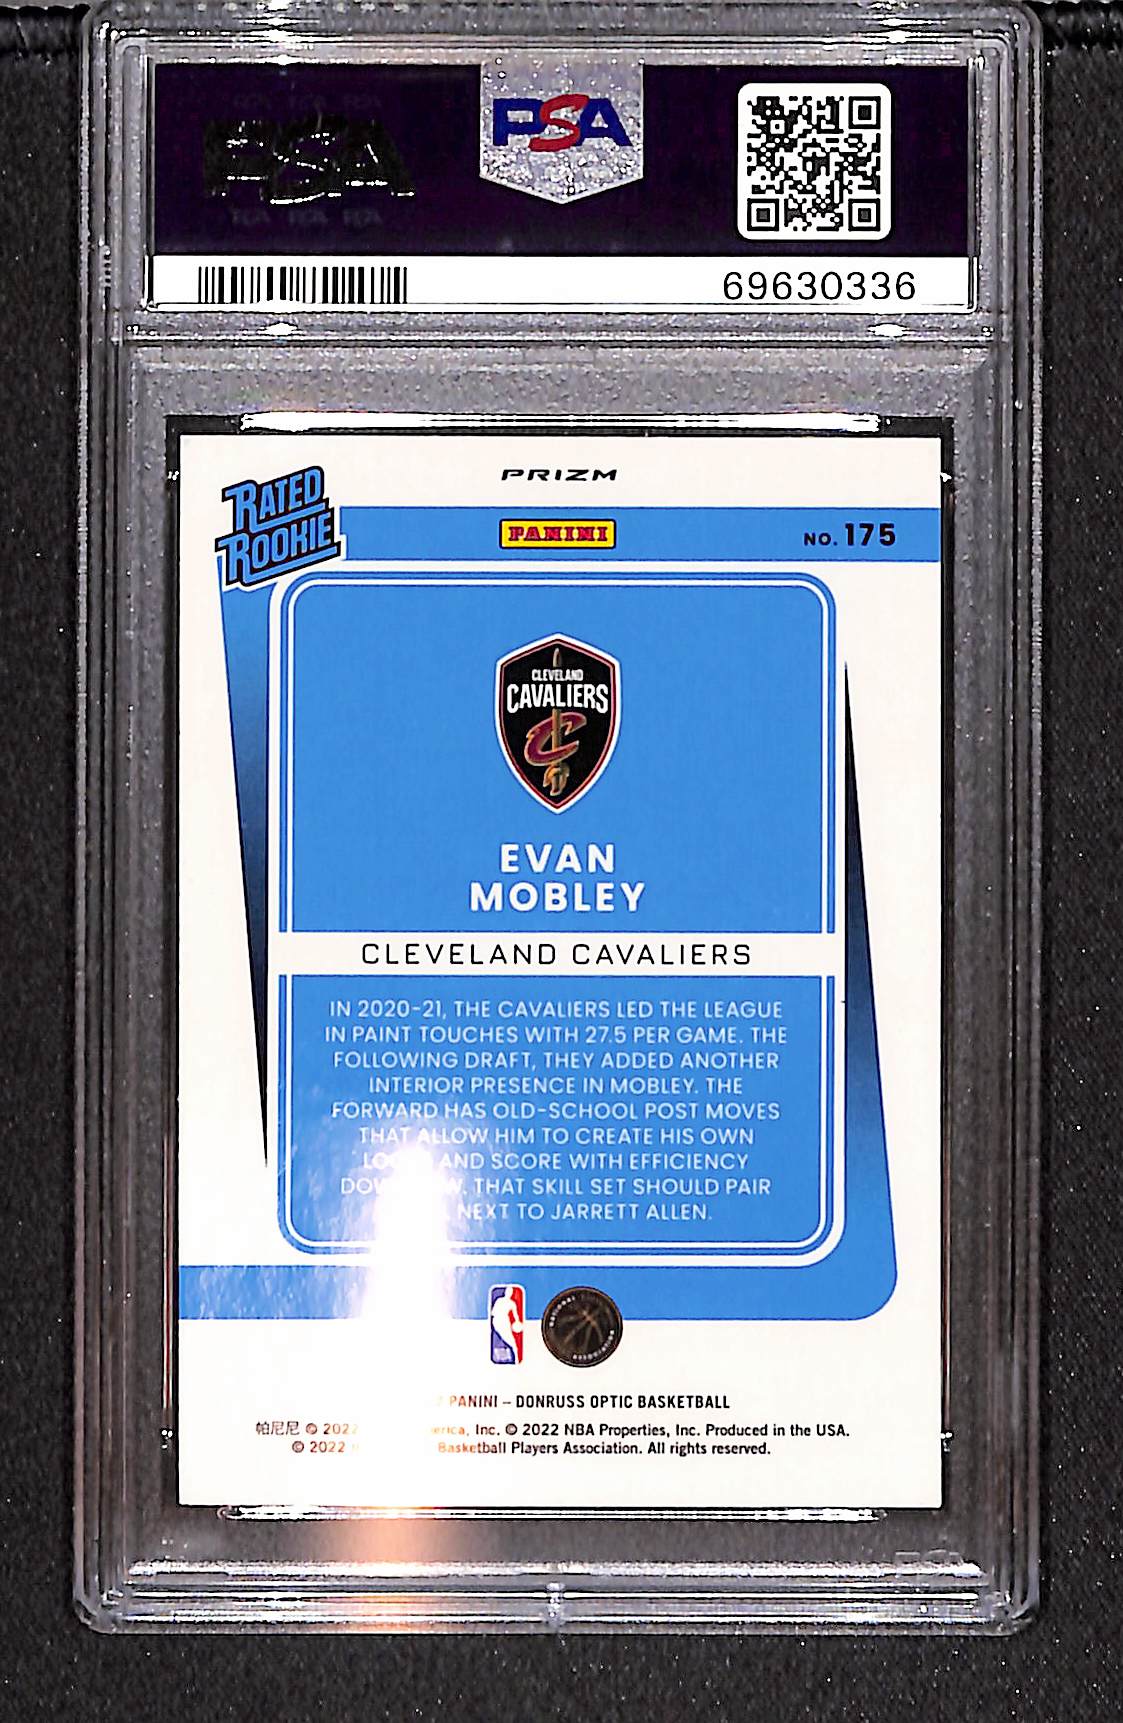 PSA
PSA
69630336
PRIZM
RATED
ROOKIE
PANINI
NO. 175
CLEVELAND
CAVALIERS
C
EVAN
MOBLEY
CLEVELAND CAVALIERS
IN 2020-21, THE CAVALIERS LED THE LEAGUE
IN PAINT TOUCHES WITH 27.5 PER GAME. THE
FOLLOWING DRAFT, THEY ADDED ANOTHER
INTERIOR PRESENCE IN MOBLEY. THE
FORWARD HAS OLD-SCHOOL POST MOVES
THAT ALLOW HIM TO CREATE HIS OWN
AND SCORE WITH EFFICIENCY
THAT SKILL SET SHOULD PAIR
NEXT TO JARRETT ALLEN.
PANINI – DONRUSS OPTIC BASKETBALL
帕尼尼 © 2022 Inc. © 2022 NBA Properties, Inc. Produced in the USA.
© 2022 Basketball Players Association. All rights reserved.